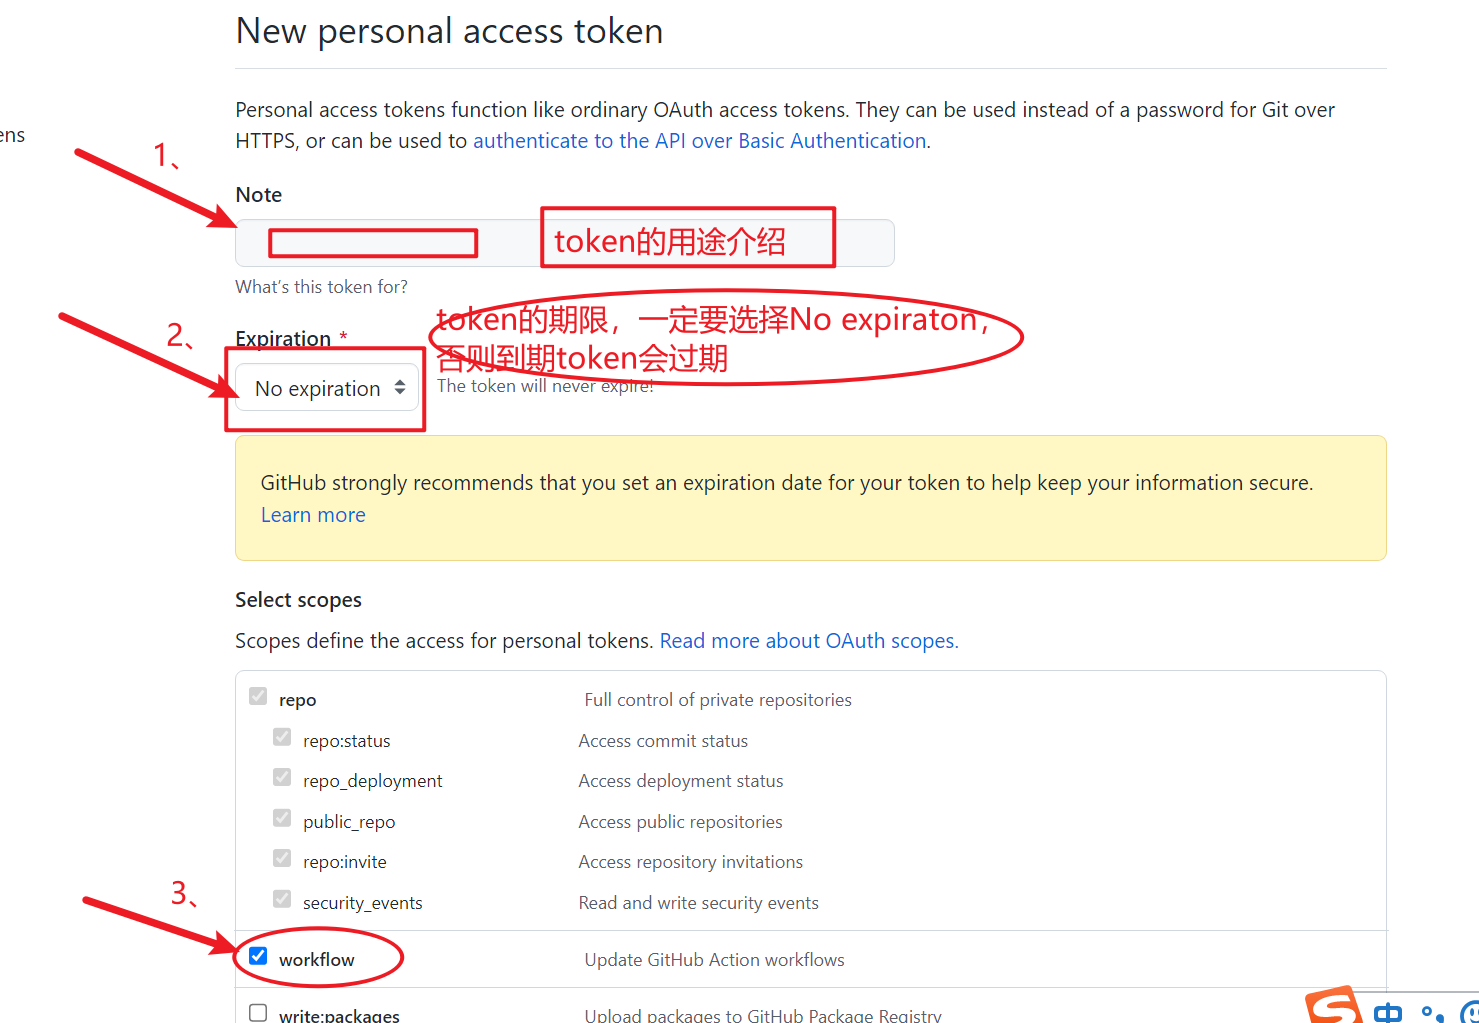 New personal access token
Personal access tokens function like ordinary OAuth access tokens. They can be used instead of a password for Git over
HTTPS, or can be used to authenticate to the API over Basic Authentication.
ens
1、
Note
token的用途介绍
What's this token for?
2、
Expiration *
token的期限，一定要选择No expiraton，
否则到期token会过期
No expiration
The token will never expire!
GitHub strongly recommends that you set an expiration date for your token to help keep your information secure.
Learn more
Select scopes
Scopes define the access for personal tokens. Read more about OAuth scopes.
repo Full control of private repositories
repo:status Access commit status
repo_deployment Access deployment status
public_repo Access public repositories
repo:invite Access repository invitations
security_events Read and write security events
3、
workflow Update GitHub Action workflows
write:packages Upload packages to GitHub Package Registry
中